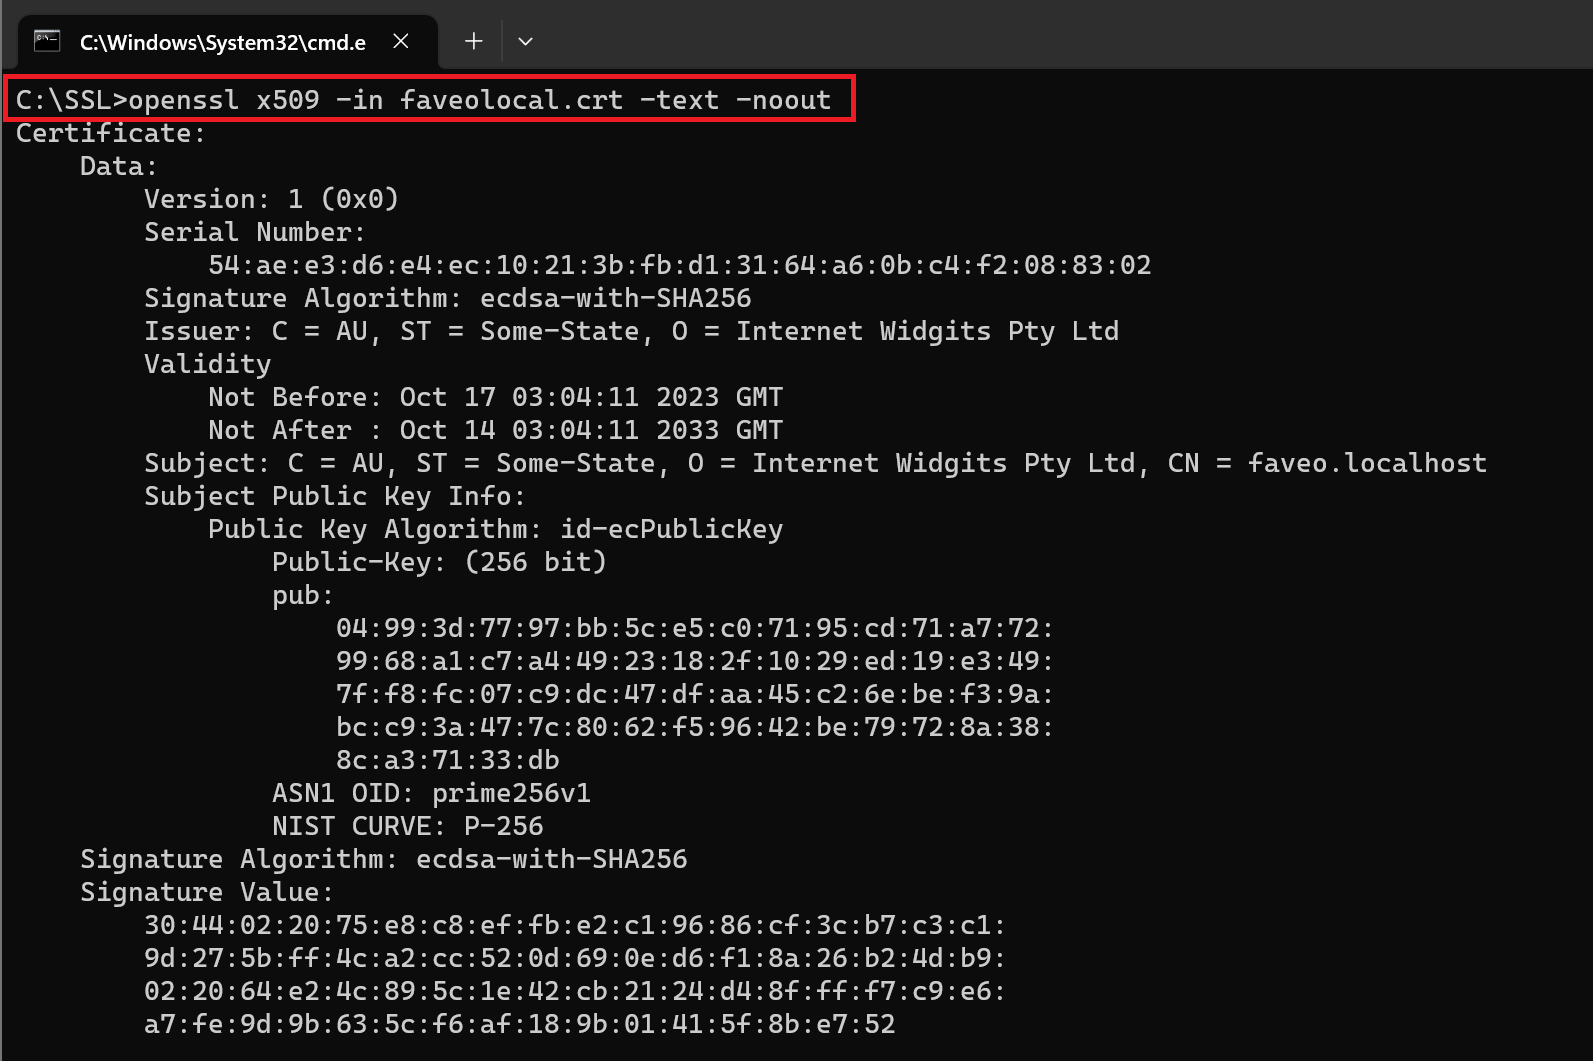 C:\Windows\System32\cmd.e
C:\SSL>openssl x509 -in faveolocal.crt -text -noout
Certificate:
    Data:
        Version: 1 (0x0)
        Serial Number:
            54:ae:e3:d6:e4:ec:10:21:3b:fb:d1:31:64:a6:0b:c4:f2:08:83:02
        Signature Algorithm: ecdsa-with-SHA256
        Issuer: C = AU, ST = Some-State, O = Internet Widgits Pty Ltd
        Validity
            Not Before: Oct 17 03:04:11 2023 GMT
            Not After : Oct 14 03:04:11 2033 GMT
        Subject: C = AU, ST = Some-State, O = Internet Widgits Pty Ltd, CN = faveo.localhost
        Subject Public Key Info:
            Public Key Algorithm: id-ecPublicKey
                Public-Key: (256 bit)
                pub:
                    04:99:3d:77:97:bb:5c:e5:c0:71:95:cd:71:a7:72:
                    99:68:a1:c7:a4:49:23:18:2f:10:29:ed:19:e3:49:
                    7f:f8:fc:07:c9:dc:47:df:aa:45:c2:6e:be:f3:9a:
                    bc:c9:3a:47:7c:80:62:f5:96:42:be:79:72:8a:38:
                    8c:a3:71:33:db
                ASN1 OID: prime256v1
                NIST CURVE: P-256
    Signature Algorithm: ecdsa-with-SHA256
    Signature Value:
        30:44:02:20:75:e8:c8:ef:fb:e2:c1:96:86:cf:3c:b7:c3:c1:
        9d:27:5b:ff:4c:a2:cc:52:0d:69:0e:d6:f1:8a:26:b2:4d:b9:
        02:20:64:e2:4c:89:5c:1e:42:cb:21:24:d4:8f:ff:f7:c9:e6:
        a7:fe:9d:9b:63:5c:f6:af:18:9b:01:41:5f:8b:e7:52